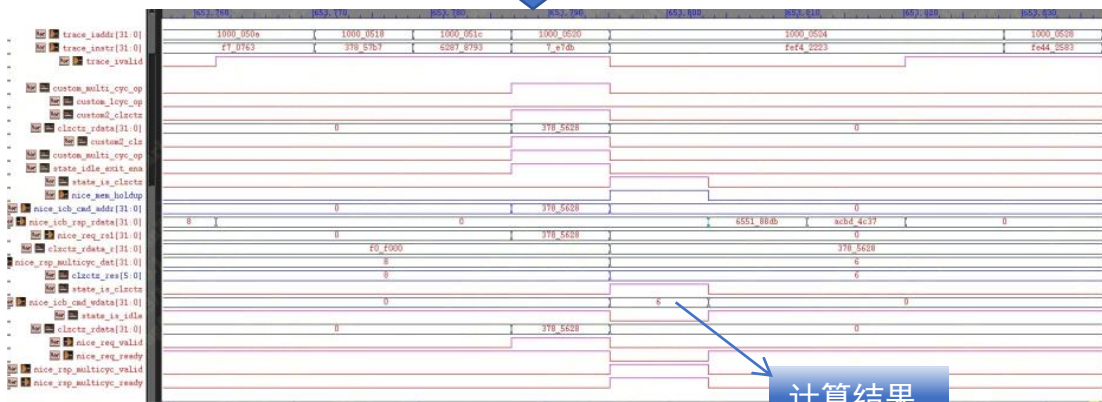 653.760 653.770 653.780 653.790 653.800 653.810 653.820 653.830
trace_iaddr[31:0] 1000_050e 1000_0518 1000_051c 1000_0520 1000_0524 1000_0528
trace_instr[31:0] f7_0763 378_57b7 6287_8793 7_e7db fef4_2223 fe44_2583
trace_ivalid
custom_multi_cyc_op
custom_1cyc_op
custom2_clzctz
clzctz_rdata[31:0] 0 378_5628 0
custom2_clz
custom_multi_cyc_op
state_idle_exit_ena
state_is_clzctz
nice_mem_holdup
nice_icb_cmd_addr[31:0] 0 378_5628 0
nice_icb_rsp_rdata[31:0] 8 0 6551_88db acbd_4c37 0
nice_req_rs1[31:0] 0 378_5628 0
clzctz_rdata_r[31:0] f0_f000 378_5628
nice_rsp_multicyc_dat[31:0] 8 6
clzctz_res[5:0] 8 6
state_is_clzctz
nice_icb_cmd_wdata[31:0] 0 6 0
state_is_idle
clzctz_rdata[31:0] 0 378_5628 0
nice_req_valid
nice_req_ready
nice_rsp_multicyc_valid
nice_rsp_multicyc_ready
计算结果